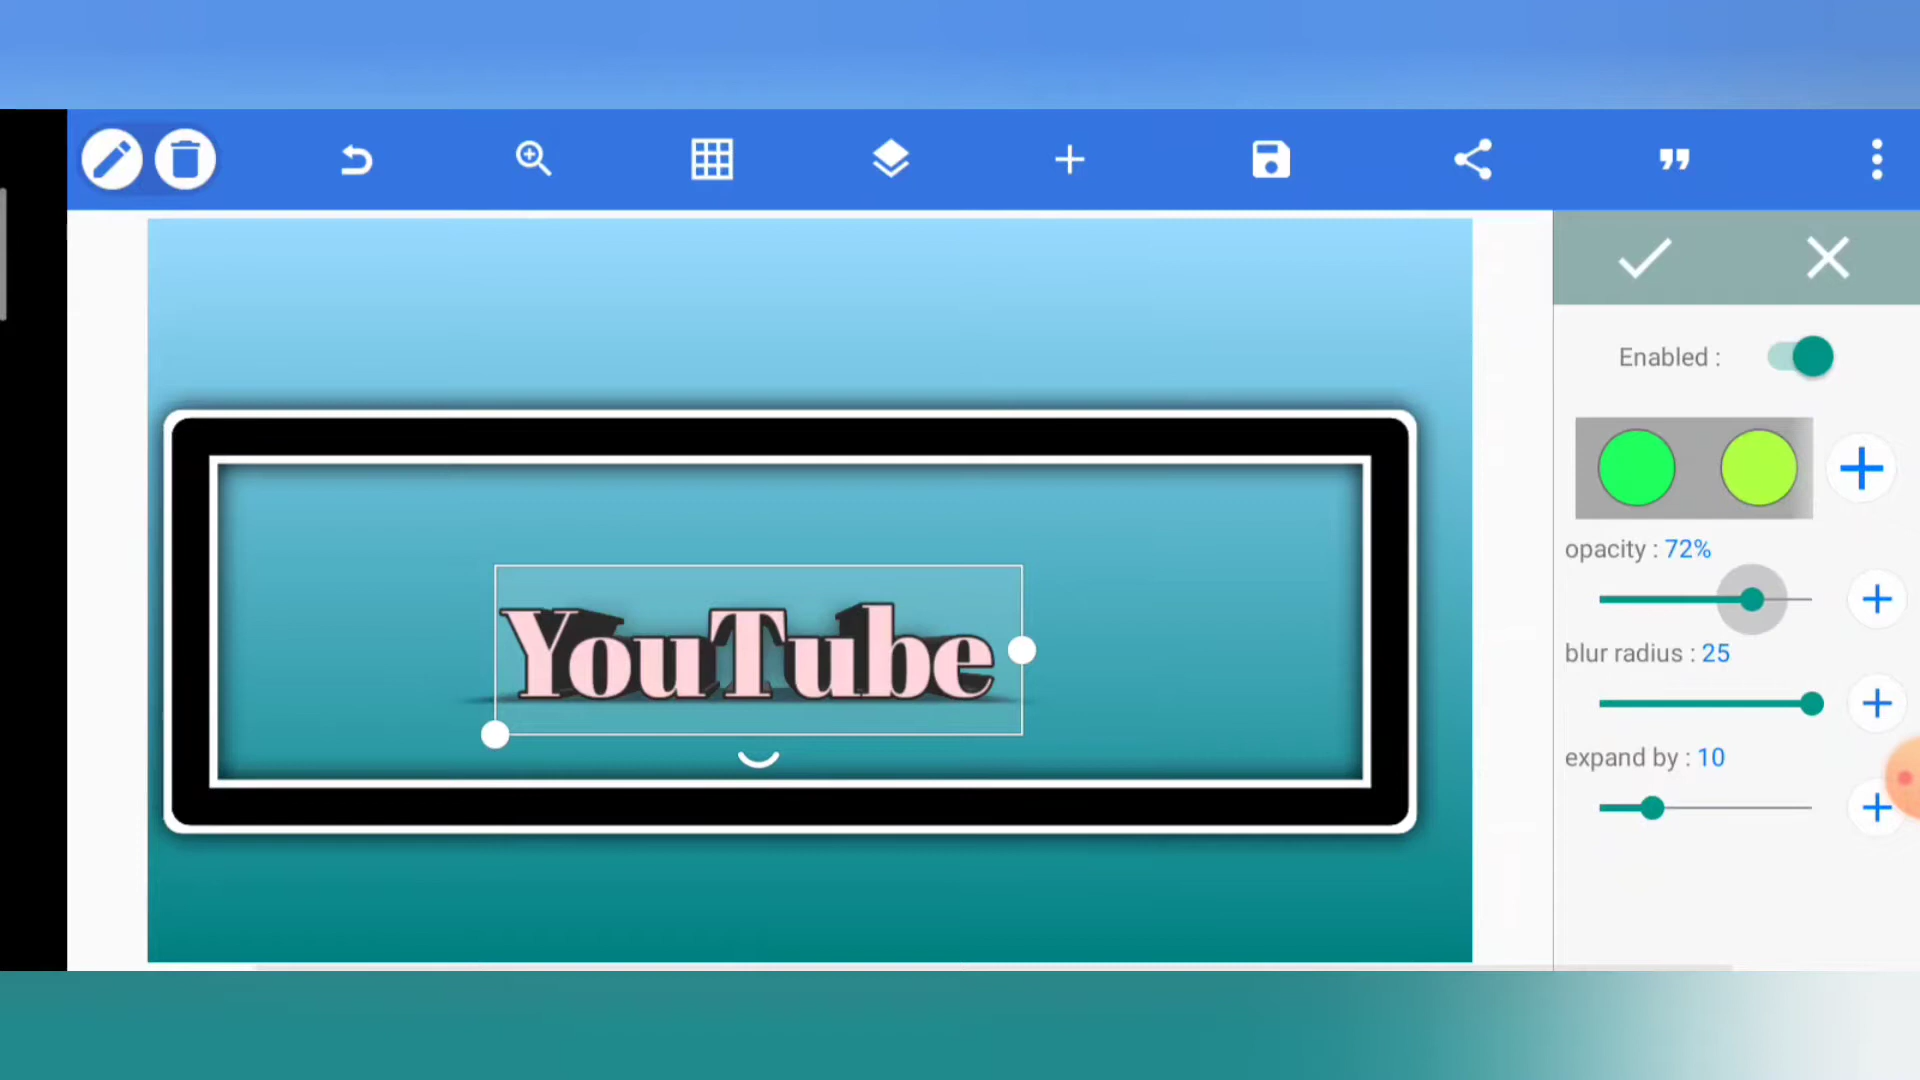 Enabled :
opacity : 72%
blur radius : 25
expand by : 10
YouTube